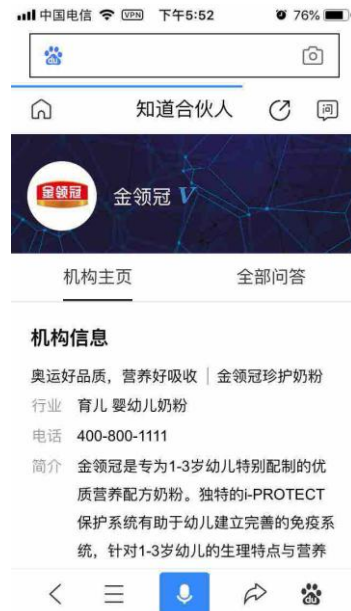 中国电信 VPN 下午5:52 76%
du
知道合伙人 问
金领冠
金领冠 V
机构主页 全部问答
机构信息
奥运好品质，营养好吸收｜金领冠珍护奶粉
行业 育儿 婴幼儿奶粉
电话 400-800-1111
简介 金领冠是专为1-3岁幼儿特别配制的优
质营养配方奶粉。独特的i-PROTECT
保护系统有助于幼儿建立完善的免疫系
统，针对1-3岁幼儿的生理特点与营养
du